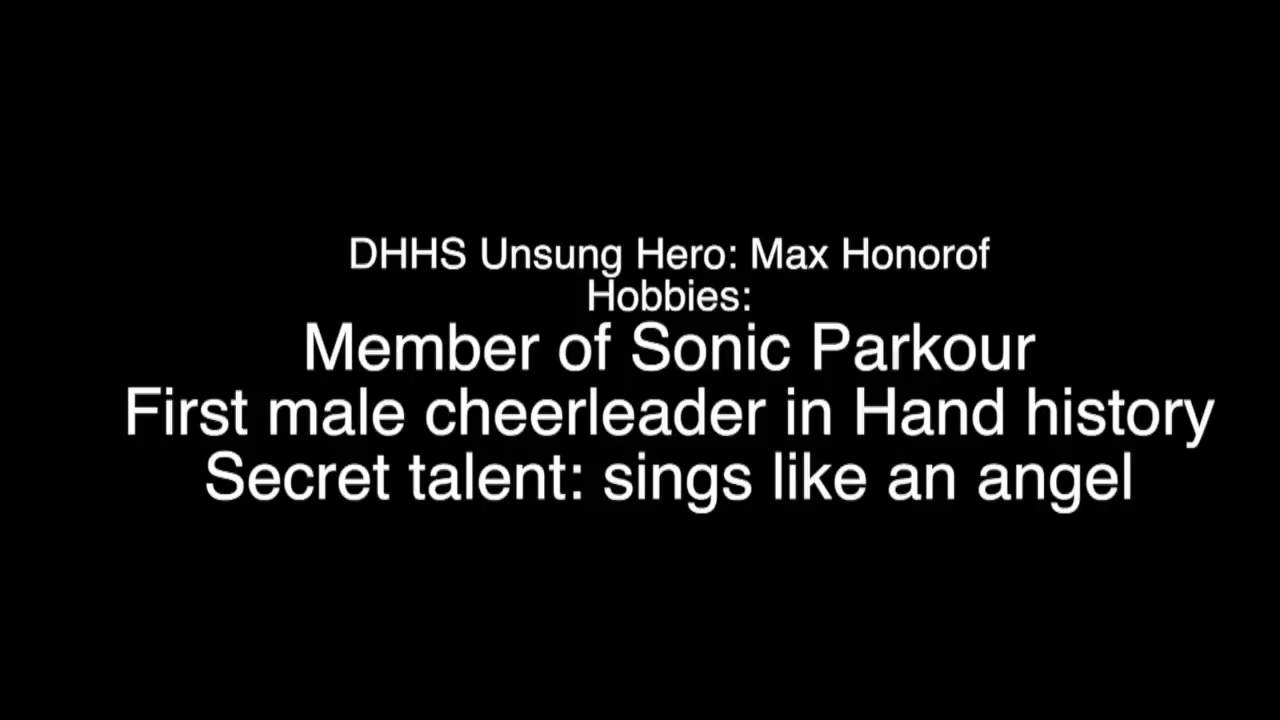 DHHS Unsung Hero: Max Honorof
Hobbies:
Member of Sonic Parkour
First male cheerleader in Hand history
Secret talent: sings like an angel